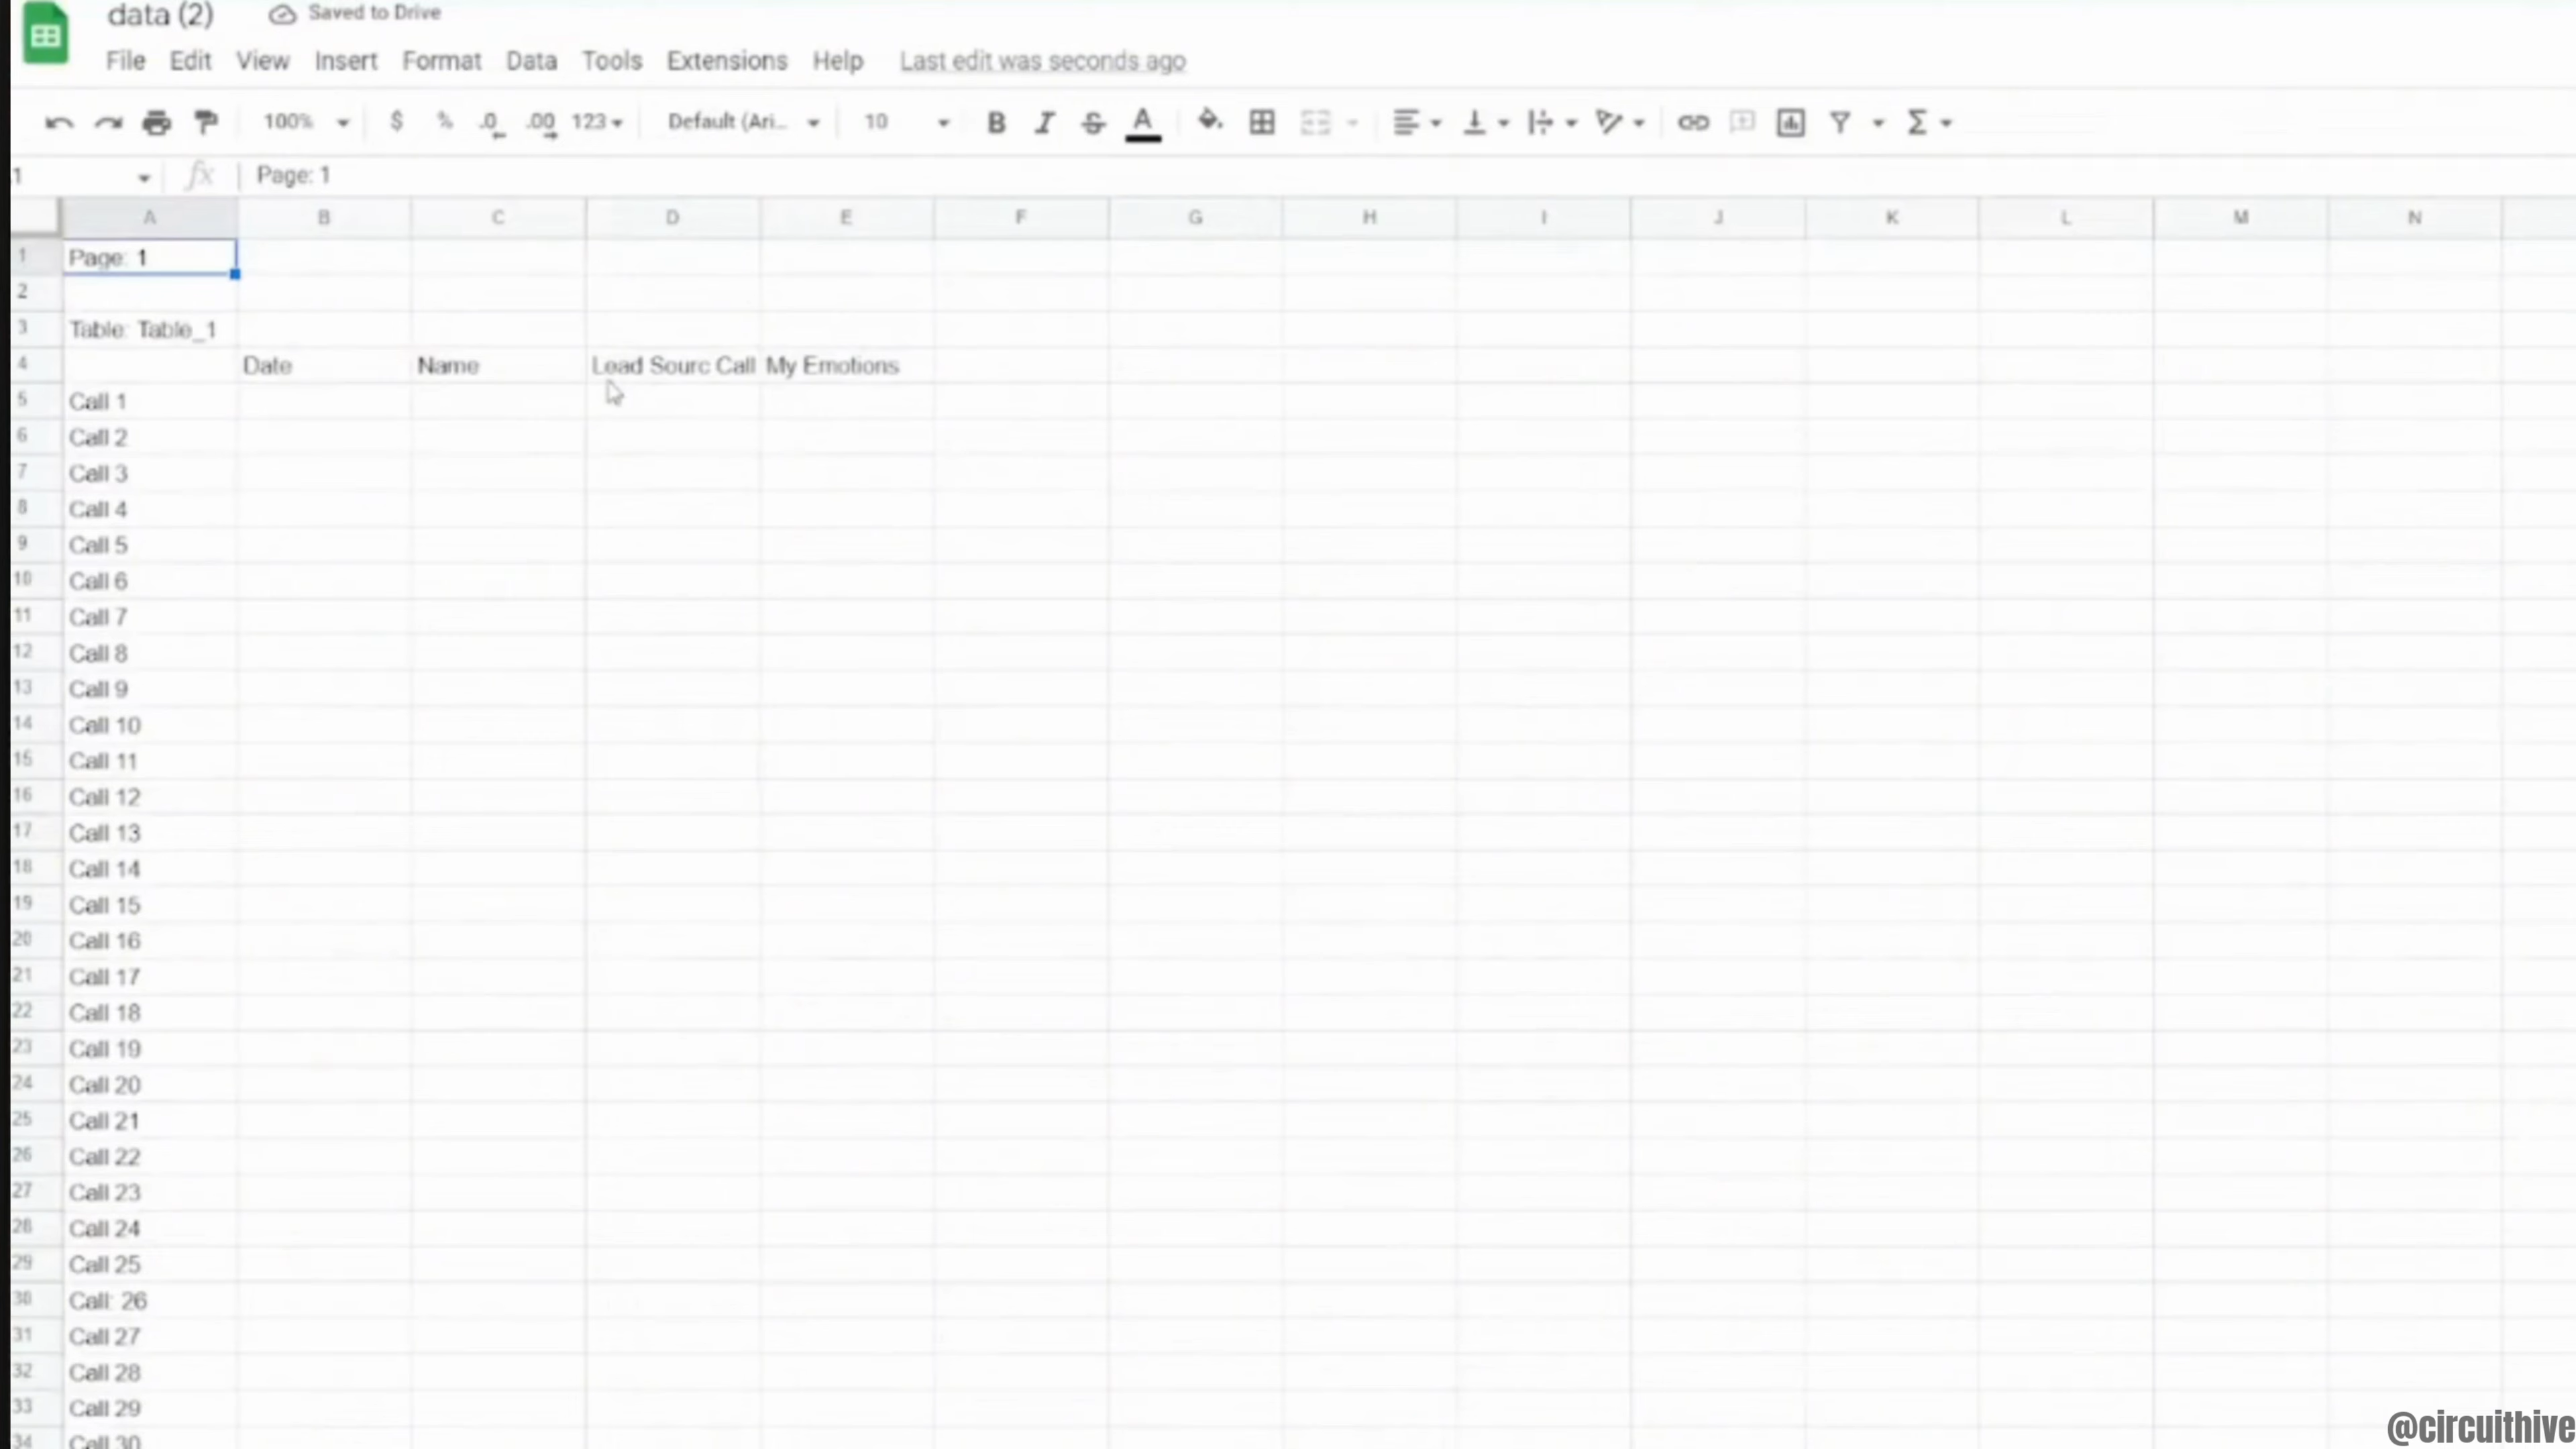 data (2) Saved to Drive
File Edit View Insert Format Data Tools Extensions Help Last edit was seconds ago
100% $ % .0 .00 123 Default (Ari... 10 B I S A Σ
1 fx Page: 1
A B C D E F G H I J K L M N
1 Page: 1
2
3 Table: Table_1
4 Date Name Lead Sourc Call My Emotions
5 Call 1
6 Call 2
7 Call 3
8 Call 4
9 Call 5
10 Call 6
11 Call 7
12 Call 8
13 Call 9
14 Call 10
15 Call 11
16 Call 12
17 Call 13
18 Call 14
19 Call 15
20 Call 16
21 Call 17
22 Call 18
23 Call 19
24 Call 20
25 Call 21
26 Call 22
27 Call 23
28 Call 24
29 Call 25
30 Call: 26
31 Call 27
32 Call 28
33 Call 29
34 Call 30
@circuithive